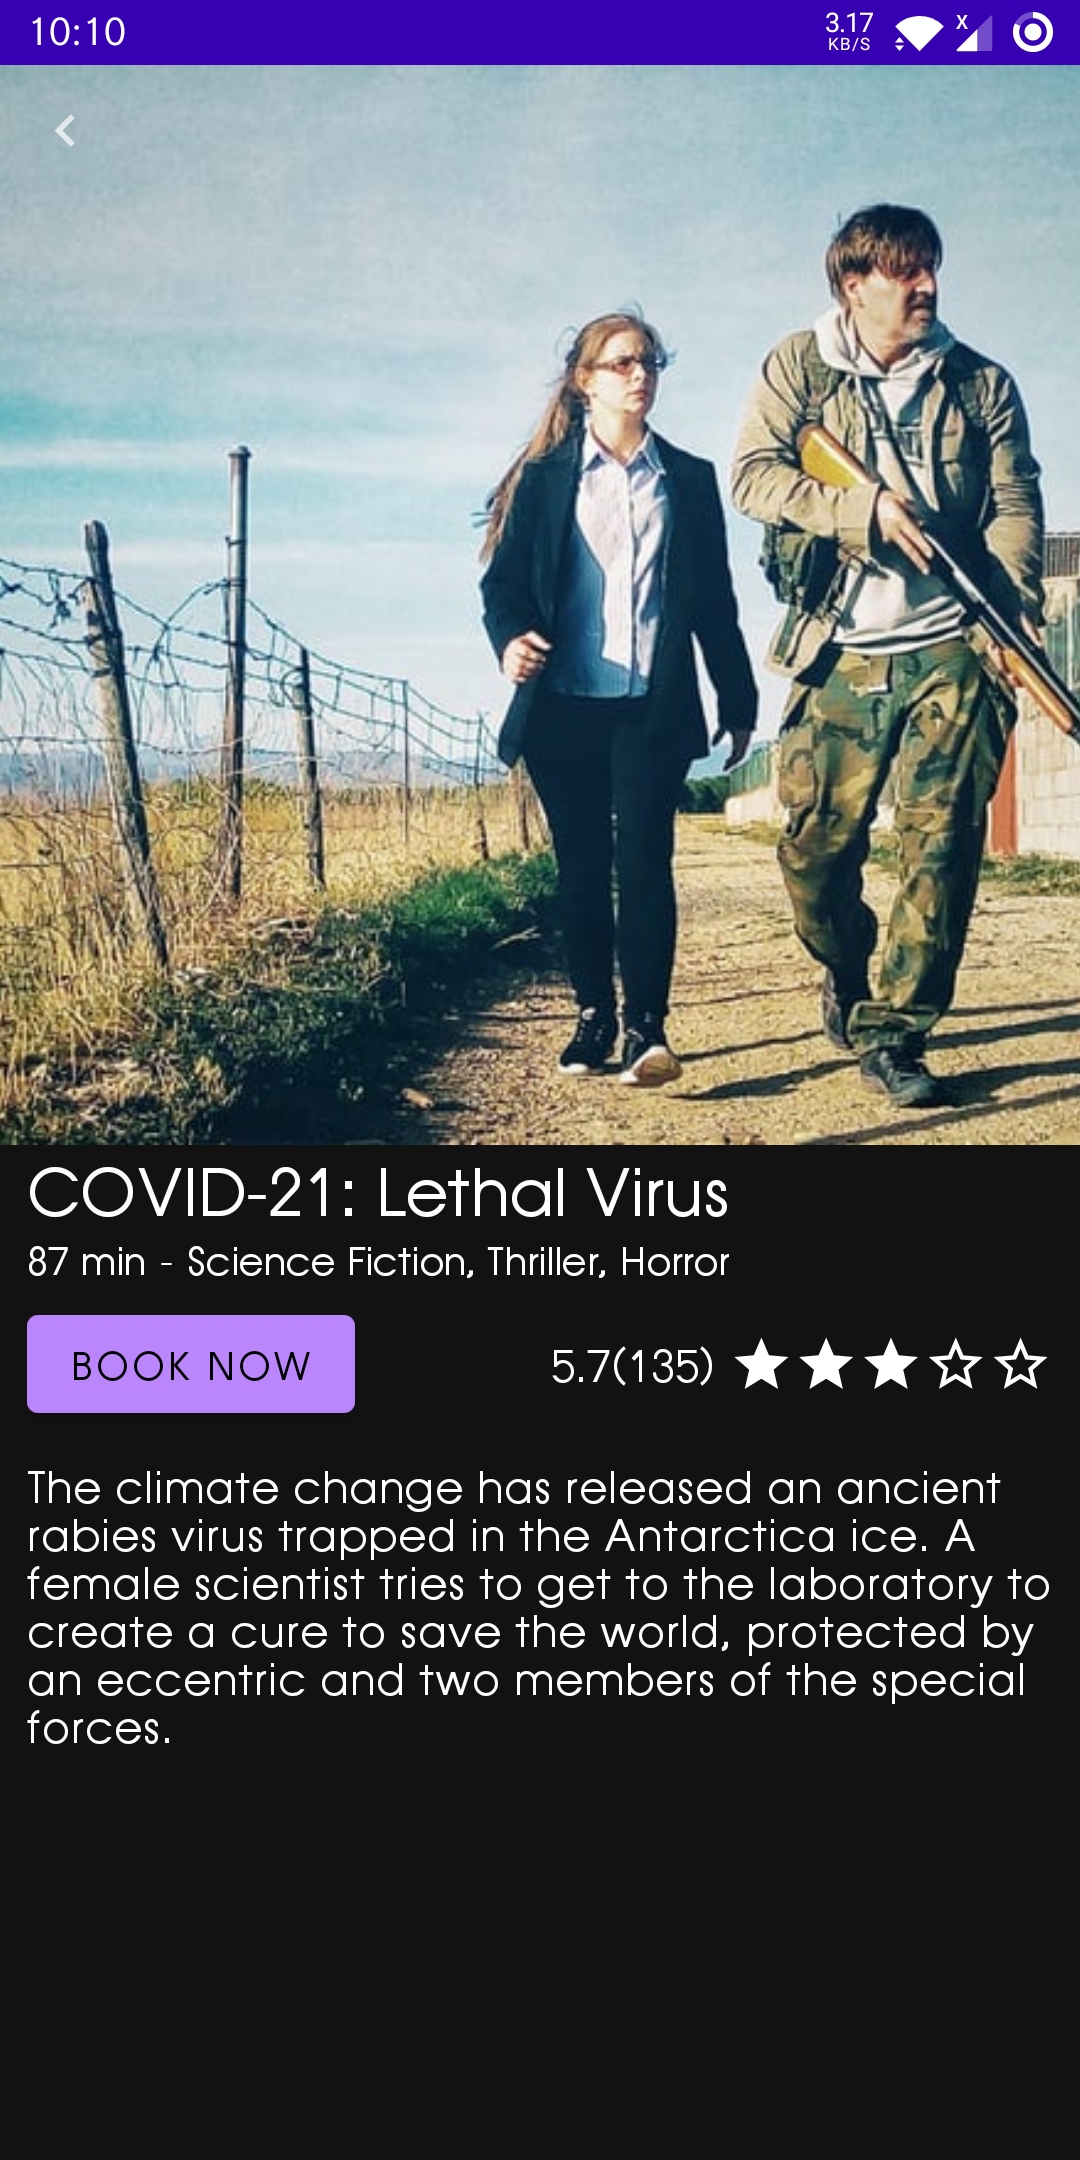 10:10
3.17
KB/S
X
COVID-21: Lethal Virus
87 min - Science Fiction, Thriller, Horror
BOOK NOW
5.7(135)
The climate change has released an ancient
rabies virus trapped in the Antarctica ice. A
female scientist tries to get to the laboratory to
create a cure to save the world, protected by
an eccentric and two members of the special
forces.